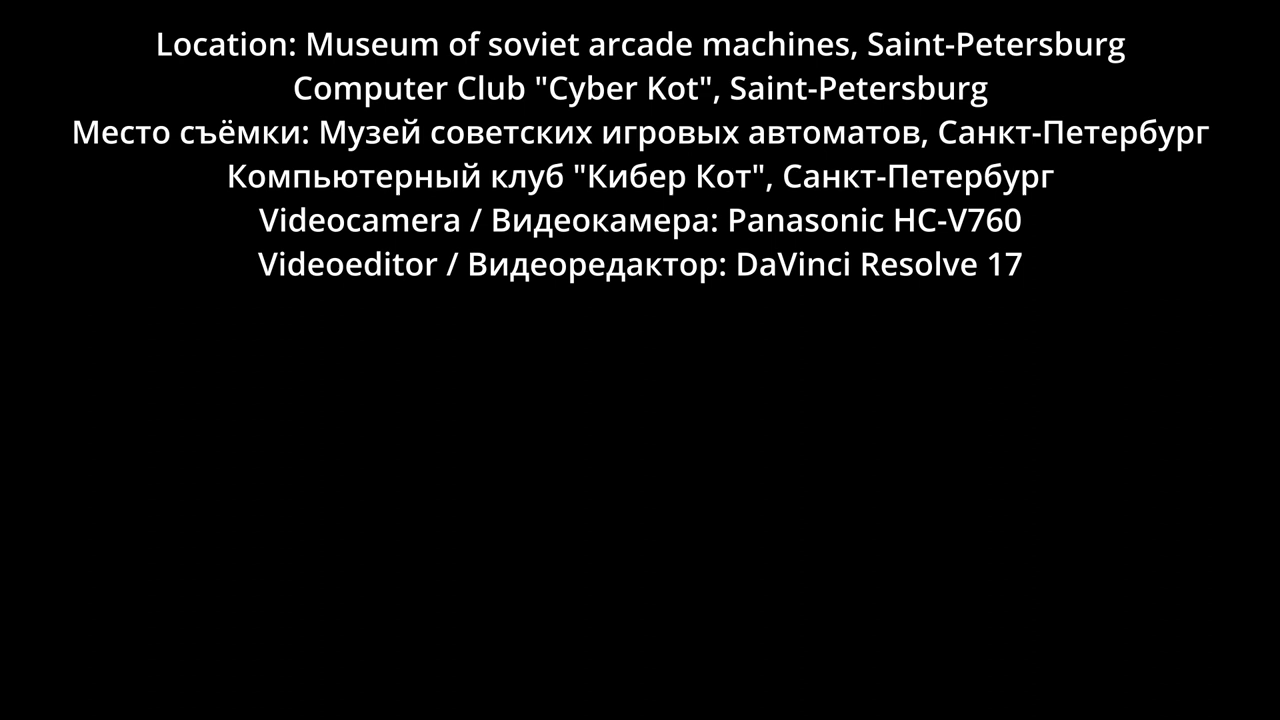 Location: Museum of soviet arcade machines, Saint-Petersburg
Computer Club "Cyber Kot", Saint-Petersburg
Место съёмки: Музей советских игровых автоматов, Санкт-Петербург
Компьютерный клуб "Кибер Кот", Санкт-Петербург
Videocamera / Видеокамера: Panasonic HC-V760
Videoeditor / Видеоредактор: DaVinci Resolve 17